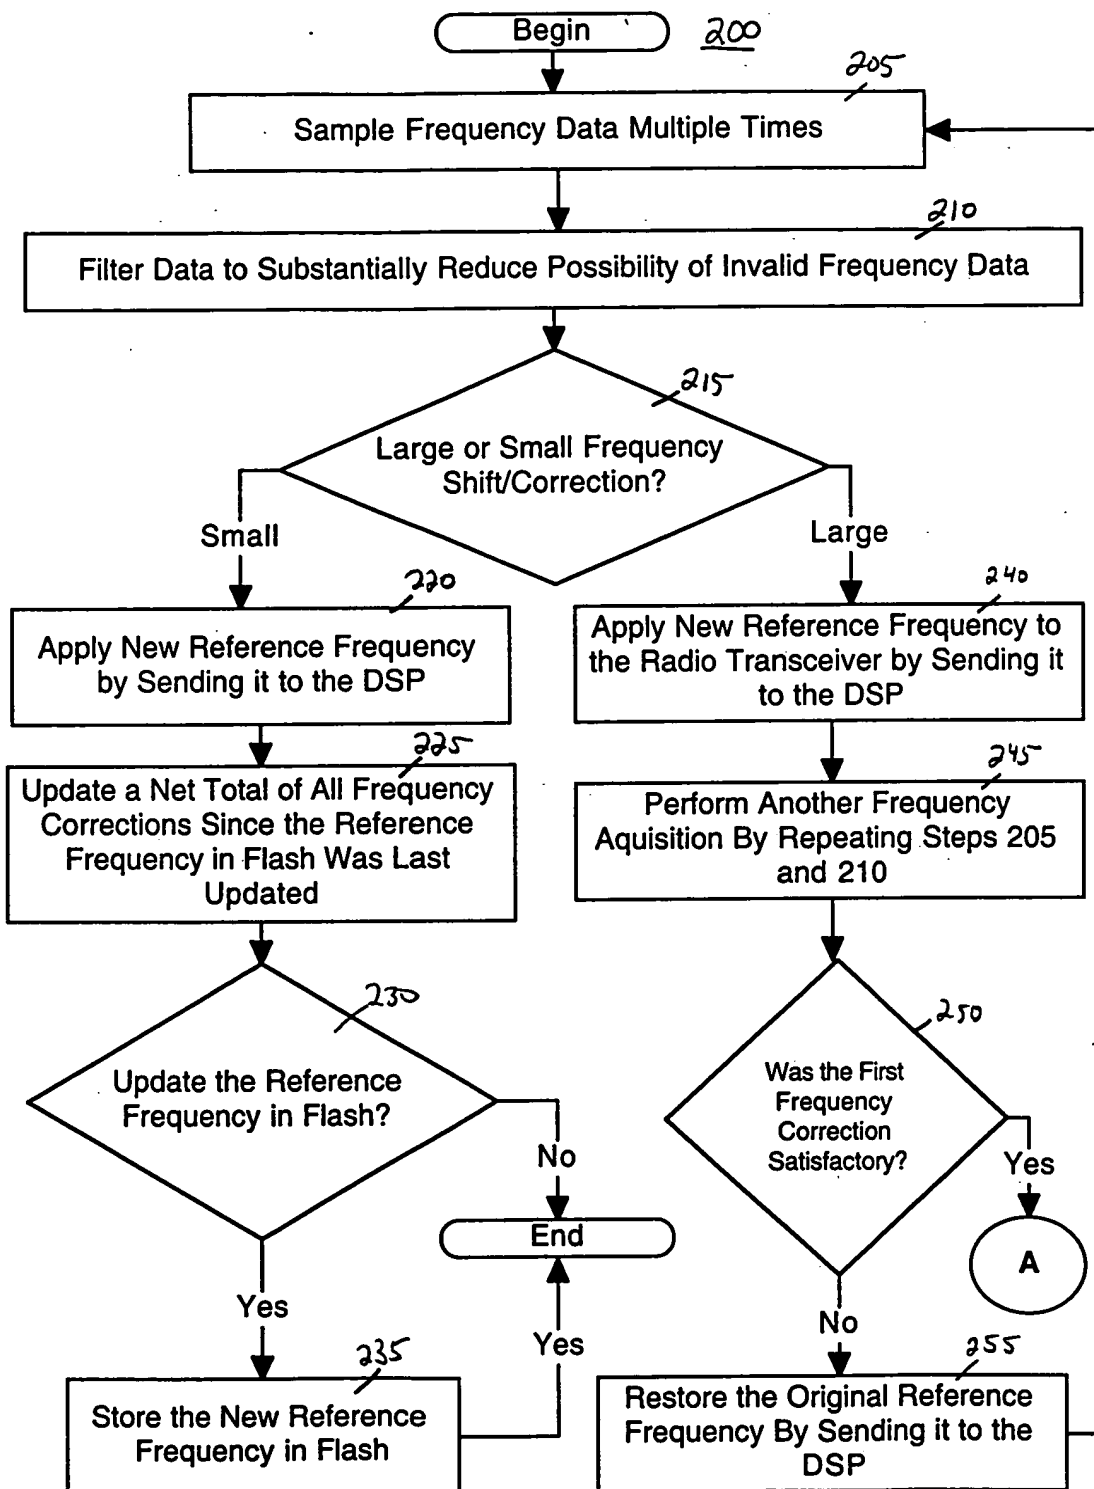 Begin
200
205
Sample Frequency Data Multiple Times
210
Filter Data to Substantially Reduce Possibility of Invalid Frequency Data
215
Large or Small Frequency
Shift/Correction?
Small
Large
220
Apply New Reference Frequency
by Sending it to the DSP
240
Apply New Reference Frequency to
the Radio Transceiver by Sending it
to the DSP
225
Update a Net Total of All Frequency
Corrections Since the Reference
Frequency in Flash Was Last
Updated
245
Perform Another Frequency
Aquisition By Repeating Steps 205
and 210
230
Update the Reference
Frequency in Flash?
No
250
Was the First
Frequency
Correction
Satisfactory?
Yes
End
A
Yes
Yes
No
235
Store the New Reference
Frequency in Flash
255
Restore the Original Reference
Frequency By Sending it to the
DSP